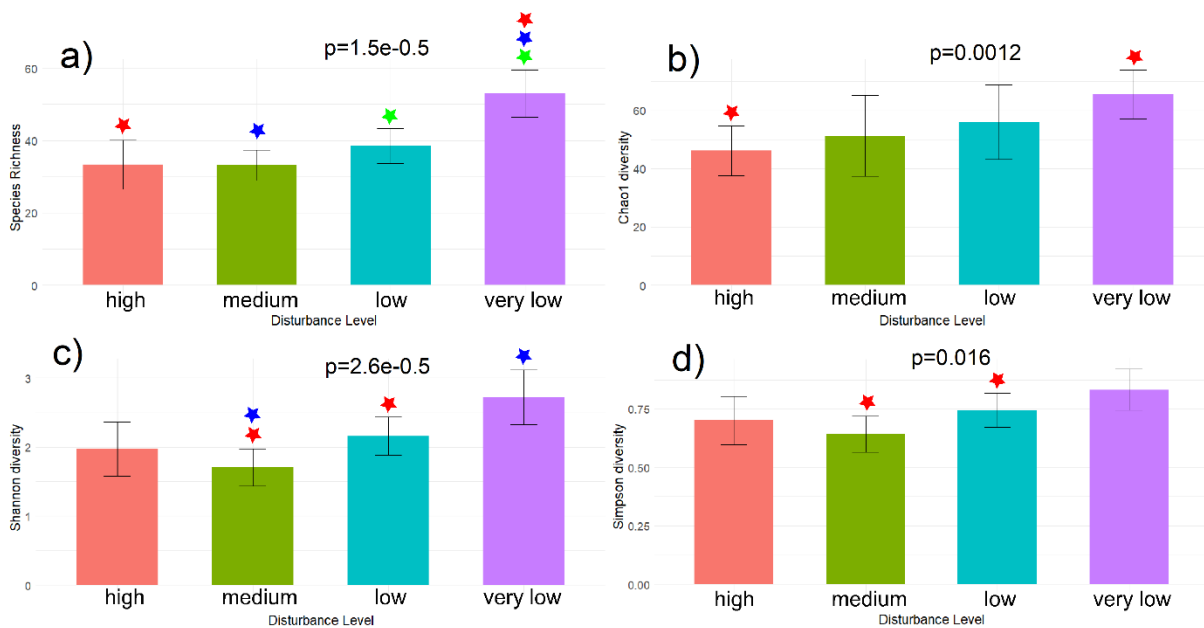 a)
p=1.5e-0.5
Species Richness
60
40
20
0
high medium low very low
Disturbance Level
b)
p=0.0012
Chao1 diversity
60
40
20
0
high medium low very low
Disturbance Level
c)
p=2.6e-0.5
Shannon diversity
3
2
1
0
high medium low very low
Disturbance Level
d)
p=0.016
Simpson diversity
0.75
0.50
0.25
0.00
high medium low very low
Disturbance Level